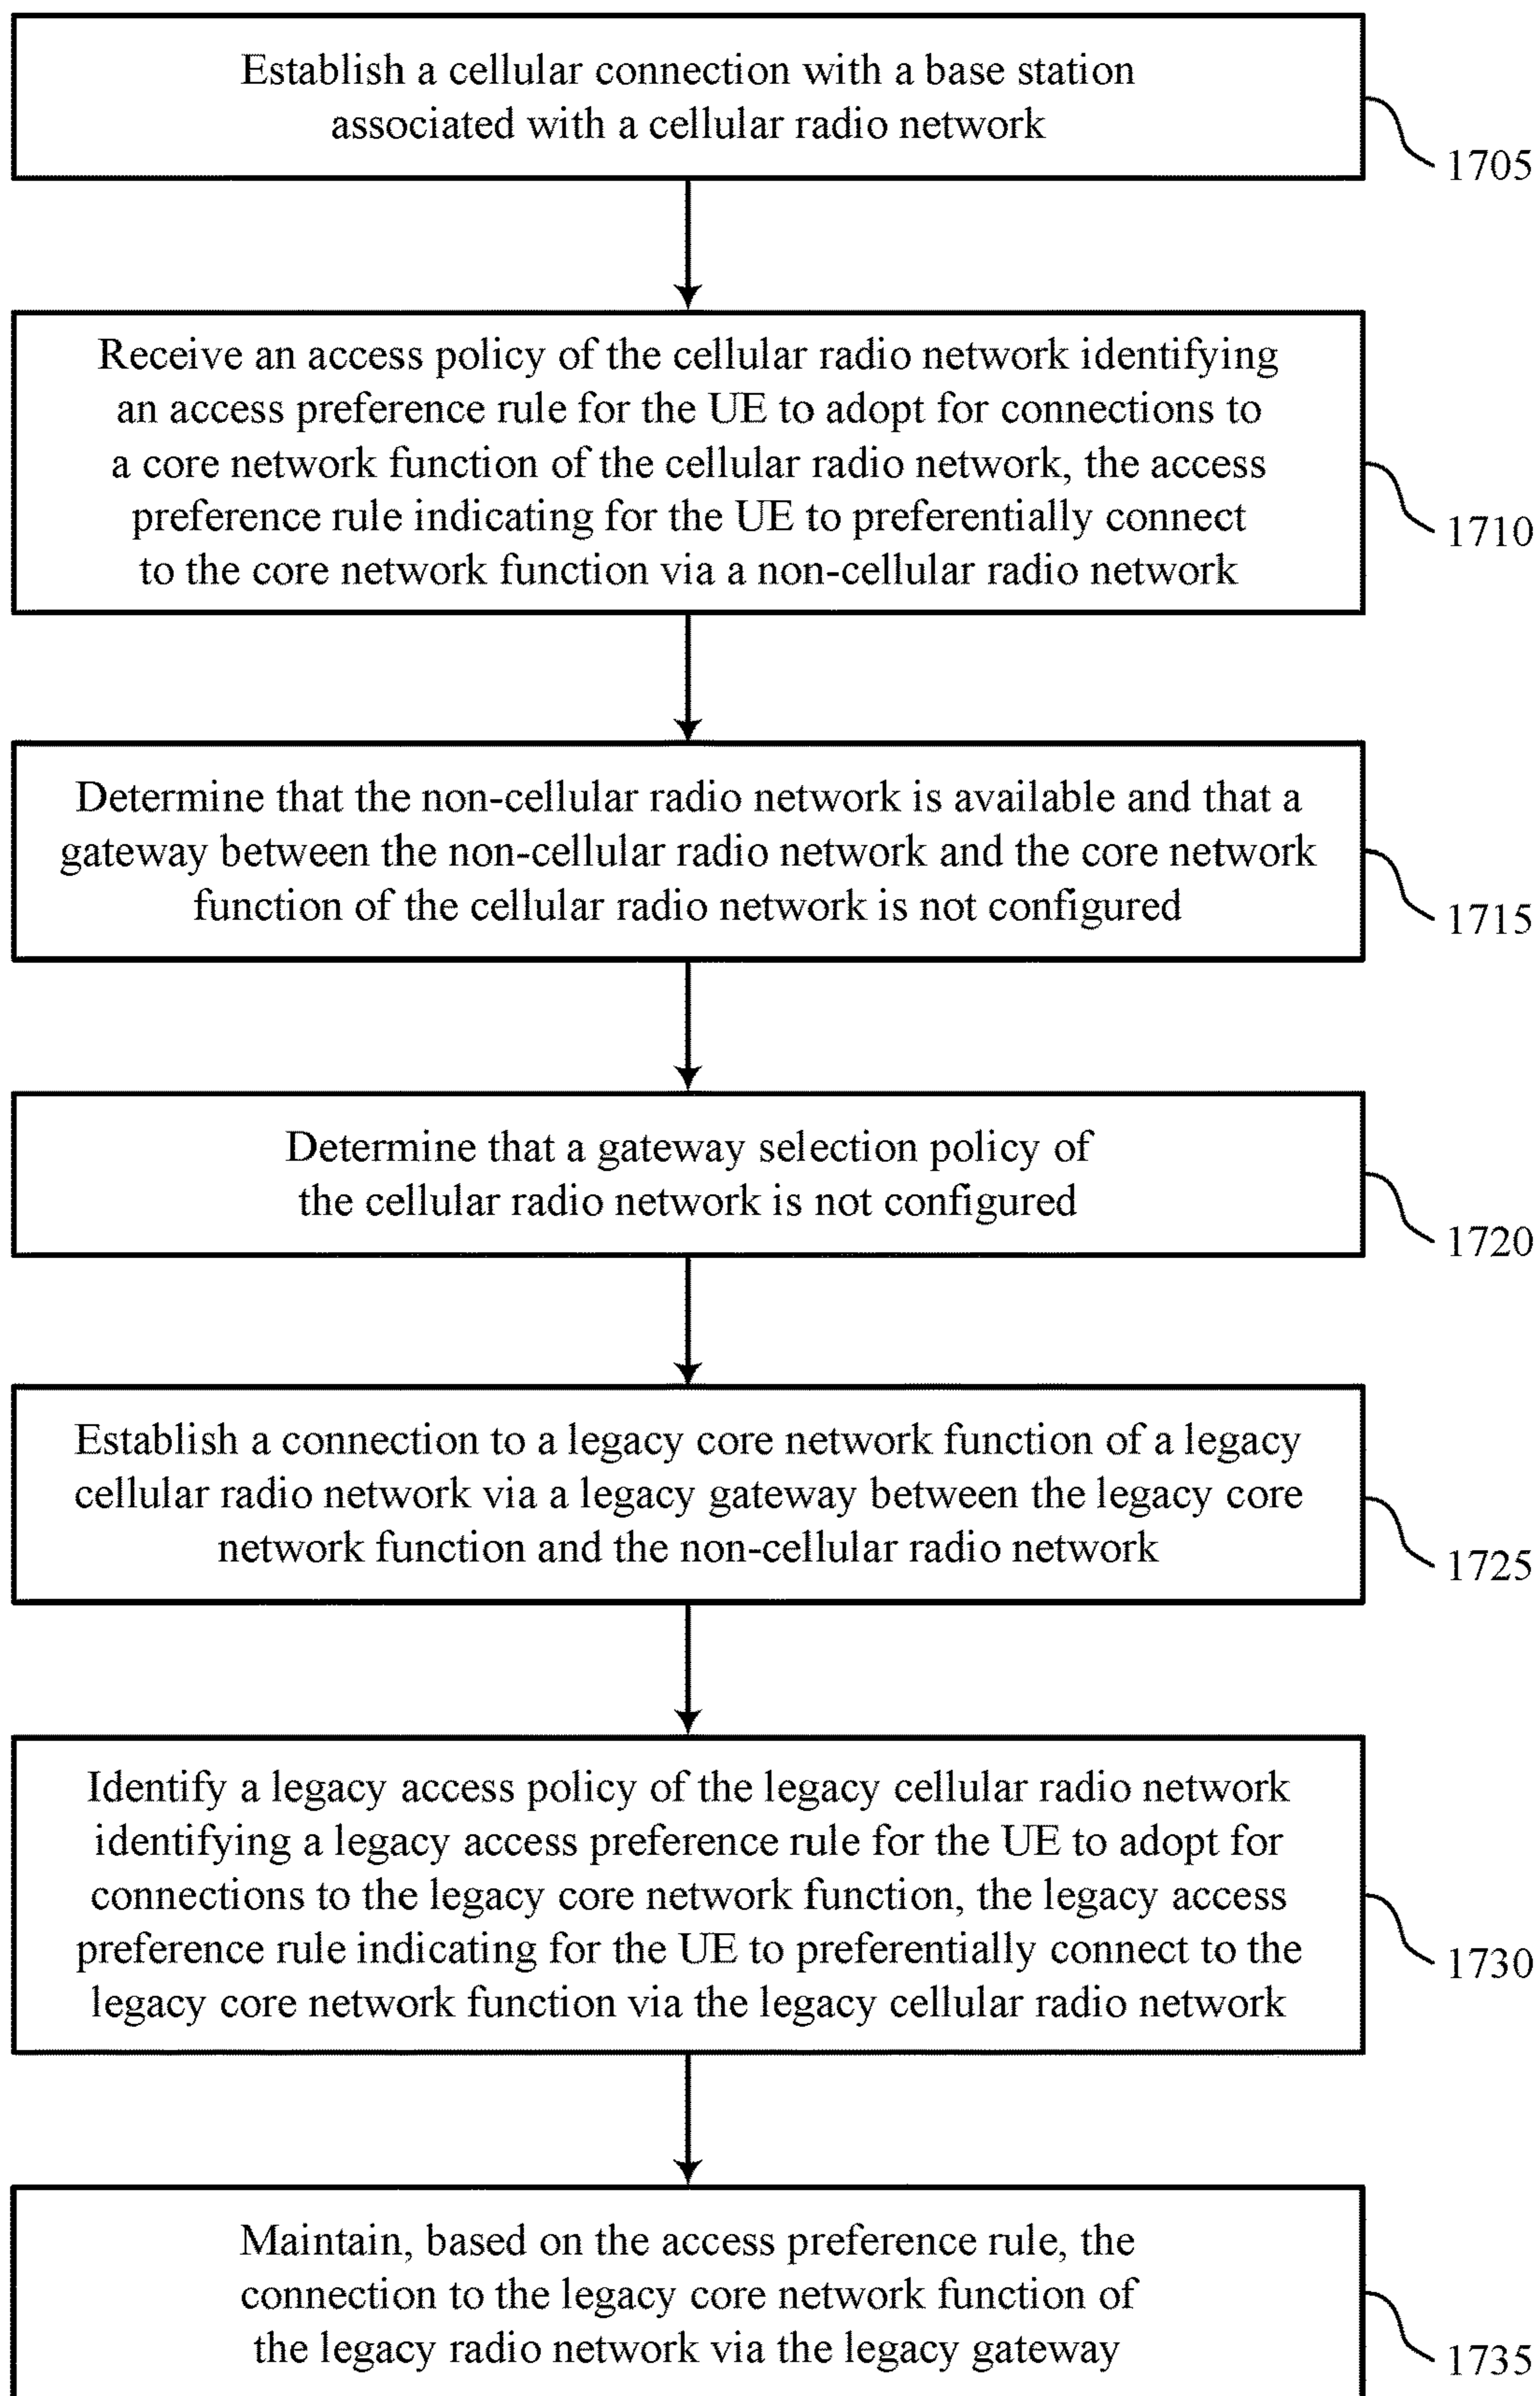 Establish a cellular connection with a base station
associated with a cellular radio network
1705
Receive an access policy of the cellular radio network identifying
an access preference rule for the UE to adopt for connections to
a core network function of the cellular radio network, the access
preference rule indicating for the UE to preferentially connect
to the core network function via a non-cellular radio network
1710
Determine that the non-cellular radio network is available and that a
gateway between the non-cellular radio network and the core network
function of the cellular radio network is not configured
1715
Determine that a gateway selection policy of
the cellular radio network is not configured
1720
Establish a connection to a legacy core network function of a legacy
cellular radio network via a legacy gateway between the legacy core
network function and the non-cellular radio network
1725
Identify a legacy access policy of the legacy cellular radio network
identifying a legacy access preference rule for the UE to adopt for
connections to the legacy core network function, the legacy access
preference rule indicating for the UE to preferentially connect to the
legacy core network function via the legacy cellular radio network
1730
Maintain, based on the access preference rule, the
connection to the legacy core network function of
the legacy radio network via the legacy gateway
1735